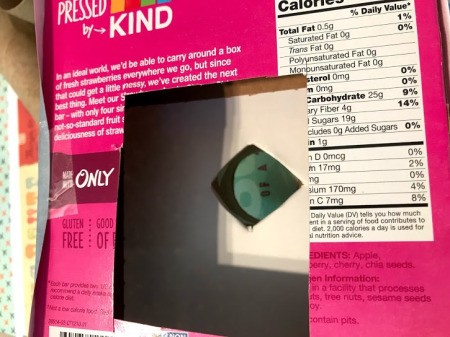 PRESSED
by → KIND
In an ideal world, we'd be able to carry around a box
of fresh strawberries everywhere we go, but since
that could get a little messy, we've created the next
best thing. Meet our
bar – with only four
not-so-standard fruit
deliciousness of
ONLY
GLUTEN
FREE
GOOD
OF
Calories
% Daily Value*
Total Fat 0.5g 1%
Saturated Fat 0g 0%
Trans Fat 0g
Polyunsaturated Fat 0g
Monounsaturated Fat 0g
sterol 0mg 0%
m 0mg 0%
Carbohydrate 25g 9%
ary Fiber 4g 14%
Sugars 19g
cludes 0g Added Sugars 0%
in 1g
n D 0mcg 0%
um 17mg 2%
0%
sium 170mg 4%
n C 7mg 8%
Daily Value (DV) tells you how much
ent in a serving of food contributes to
diet. 2,000 calories a day is used for
al nutrition advice.
EDIENTS: Apple,
berry, cherry, chia seeds.
gen Information:
in a facility that processes
uts, tree nuts, sesame seeds
oy.
contain pits.